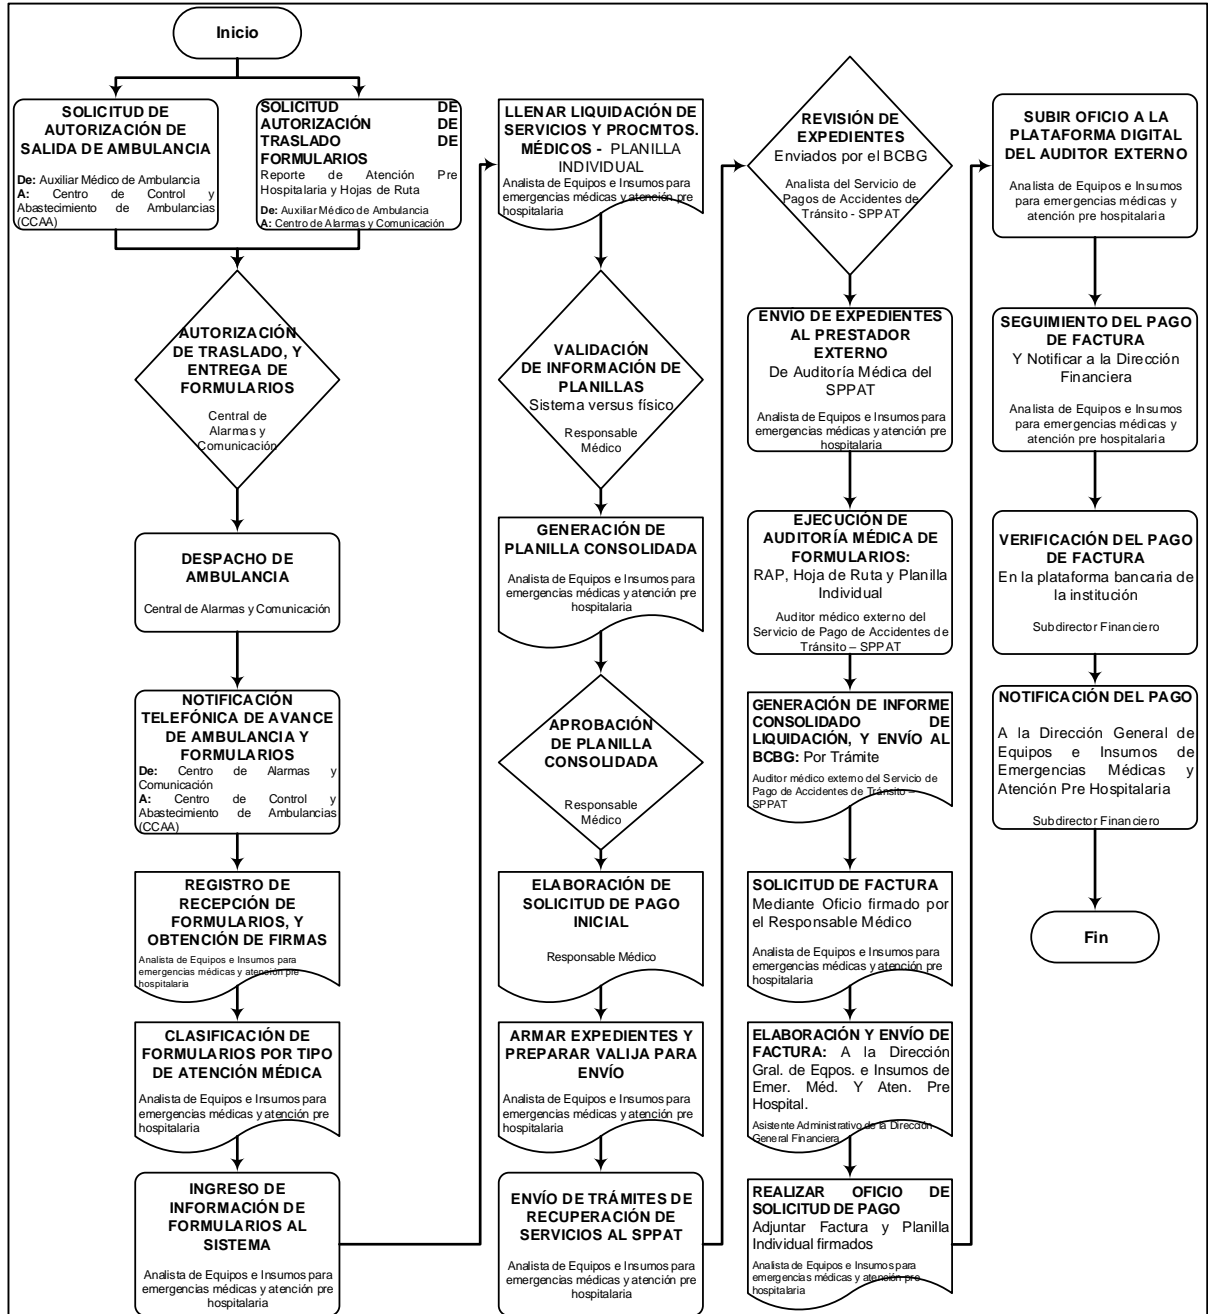 Inicio
SOLICITUD DE
AUTORIZACIÓN DE
SALIDA DE AMBULANCIA
De: Auxiliar Médico de Ambulancia
A: Centro de Control y
Abastecimiento de Ambulancias
(CCAA)
SOLICITUD DE
AUTORIZACIÓN DE
TRASLADO DE
FORMULARIOS
Reporte de Atención Pre
Hospitalaria y Hojas de Ruta
De: Auxiliar Médico de Ambulancia
A: Centro de Alarmas y Comunicación
AUTORIZACIÓN
DE TRASLADO, Y
ENTREGA DE
FORMULARIOS
Central de
Alarmas y
Comunicación
DESPACHO DE
AMBULANCIA
Central de Alarmas y Comunicación
NOTIFICACIÓN
TELEFÓNICA DE AVANCE
DE AMBULANCIA Y
FORMULARIOS
De: Centro de Alarmas y
Comunicación
A: Centro de Control y
Abastecimiento de Ambulancias
(CCAA)
REGISTRO DE
RECEPCIÓN DE
FORMULARIOS, Y
OBTENCIÓN DE FIRMAS
Analista de Equipos e Insumos para
emergencias médicas y atención pre
hospitalaria
CLASIFICACIÓN DE
FORMULARIOS POR TIPO
DE ATENCIÓN MÉDICA
Analista de Equipos e Insumos para
emergencias médicas y atención pre
hospitalaria
INGRESO DE
INFORMACIÓN DE
FORMULARIOS AL
SISTEMA
Analista de Equipos e Insumos para
emergencias médicas y atención pre
hospitalaria
LLENAR LIQUIDACIÓN DE
SERVICIOS Y PROCMTOS.
MÉDICOS - PLANILLA
INDIVIDUAL
Analista de Equipos e Insumos para
emergencias médicas y atención pre
hospitalaria
VALIDACIÓN
DE INFORMACIÓN DE
PLANILLAS
Sistema versus físico
Responsable
Médico
GENERACIÓN DE
PLANILLA CONSOLIDADA
Analista de Equipos e Insumos para
emergencias médicas y atención pre
hospitalaria
APROBACIÓN
DE PLANILLA
CONSOLIDADA
Responsable
Médico
ELABORACIÓN DE
SOLICITUD DE PAGO
INICIAL
Responsable Médico
ARMAR EXPEDIENTES Y
PREPARAR VALIJA PARA
ENVÍO
Analista de Equipos e Insumos para
emergencias médicas y atención pre
hospitalaria
ENVÍO DE TRÁMITES DE
RECUPERACIÓN DE
SERVICIOS AL SPPAT
Analista de Equipos e Insumos para
emergencias médicas y atención pre
hospitalaria
REVISIÓN DE
EXPEDIENTES
Enviados por el BCBG
Analista del Servicio de
Pagos de Accidentes de
Tránsito - SPPAT
ENVÍO DE EXPEDIENTES
AL PRESTADOR
EXTERNO
De Auditoría Médica del
SPPAT
Analista de Equipos e Insumos para
emergencias médicas y atención pre
hospitalaria
EJECUCIÓN DE
AUDITORÍA MÉDICA DE
FORMULARIOS:
RAP, Hoja de Ruta y Planilla
Individual
Auditor médico externo del
Servicio de Pago de Accidentes de
Tránsito – SPPAT
GENERACIÓN DE INFORME
CONSOLIDADO DE
LIQUIDACIÓN, Y ENVÍO AL
BCBG: Por Trámite
Auditor médico externo del Servicio de
Pago de Accidentes de Tránsito –
SPPAT
SOLICITUD DE FACTURA
Mediante Oficio firmado por
el Responsable Médico
Analista de Equipos e Insumos para
emergencias médicas y atención pre
hospitalaria
ELABORACIÓN Y ENVÍO DE
FACTURA: A la Dirección
Gral. de Eqpos. e Insumos de
Emer. Méd. Y Aten. Pre
Hospital.
Asistente Administrativo de la Dirección
General Financiera
REALIZAR OFICIO DE
SOLICITUD DE PAGO
Adjuntar Factura y Planilla
Individual firmados
Analista de Equipos e Insumos para
emergencias médicas y atención pre
hospitalaria
SUBIR OFICIO A LA
PLATAFORMA DIGITAL
DEL AUDITOR EXTERNO
Analista de Equipos e Insumos
para emergencias médicas y
atención pre hospitalaria
SEGUIMIENTO DEL PAGO
DE FACTURA
Y Notificar a la Dirección
Financiera
Analista de Equipos e Insumos
para emergencias médicas y
atención pre hospitalaria
VERIFICACIÓN DEL PAGO
DE FACTURA
En la plataforma bancaria de
la institución
Subdirector Financiero
NOTIFICACIÓN DEL PAGO
A la Dirección General de
Equipos e Insumos de
Emergencias Médicas y
Atención Pre Hospitalaria
Subdirector Financiero
Fin